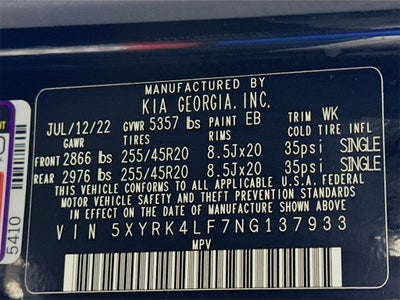 MANUFACTURED BY
KIA GEORGIA. INC.
JUL/12/22 GVWR 5357 lbs PAINT EB TRIM WK
GAWR TIRES RIMS COLD TIRE INFL
FRONT 2866 lbs 255/45R20 8.5Jx20 35psi SINGLE
REAR 2976 lbs 255/45R20 8.5Jx20 35psi SINGLE
THIS VEHICLE CONFORMS TO ALL APPLICABLE U.S.A. FEDERAL
MOTOR VEHICLE SAFETY AND THEFT PREVENTION STANDARDS
IN EFFECT ON THE DATE OF MANUFACTURE SHOWN ABOVE.
VIN 5XYRK4LF7NG137933
MPV
5410